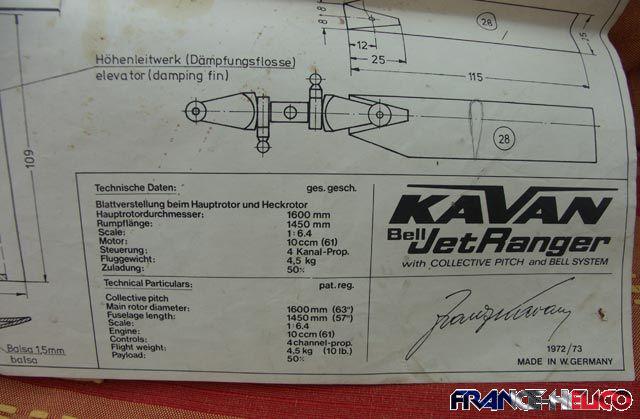 8
8
28
12
25
115
15
Höhenleitwerk (Dämpfungsflosse)
elevator (damping fin)
109
28
Technische Daten: ges. gesch.
Blattverstellung beim Hauptrotor und Heckrotor
Hauptrotordurchmesser: 1600 mm
Rumpflänge: 1450 mm
Scale: 1:6.4
Motor: 10 ccm (61)
Steuerung: 4 Kanal-Prop.
Fluggewicht: 4,5 kg
Zuladung: 50%
Technical Particulars: pat. reg.
Collective pitch
Main rotor diameter: 1600 mm (63")
Fuselage length: 1450 mm (57")
Scale: 1:6.4
Engine: 10 ccm (61)
Controls: 4 channel-prop.
Flight weight: 4,5 kg (10 lb.)
Payload: 50%
KAVAN
Bell JetRanger
with COLLECTIVE PITCH and BELL SYSTEM
Franz Kavan
1972/73
MADE IN W. GERMANY
Balsa 1,5mm
balsa
FRANCE-HELICO